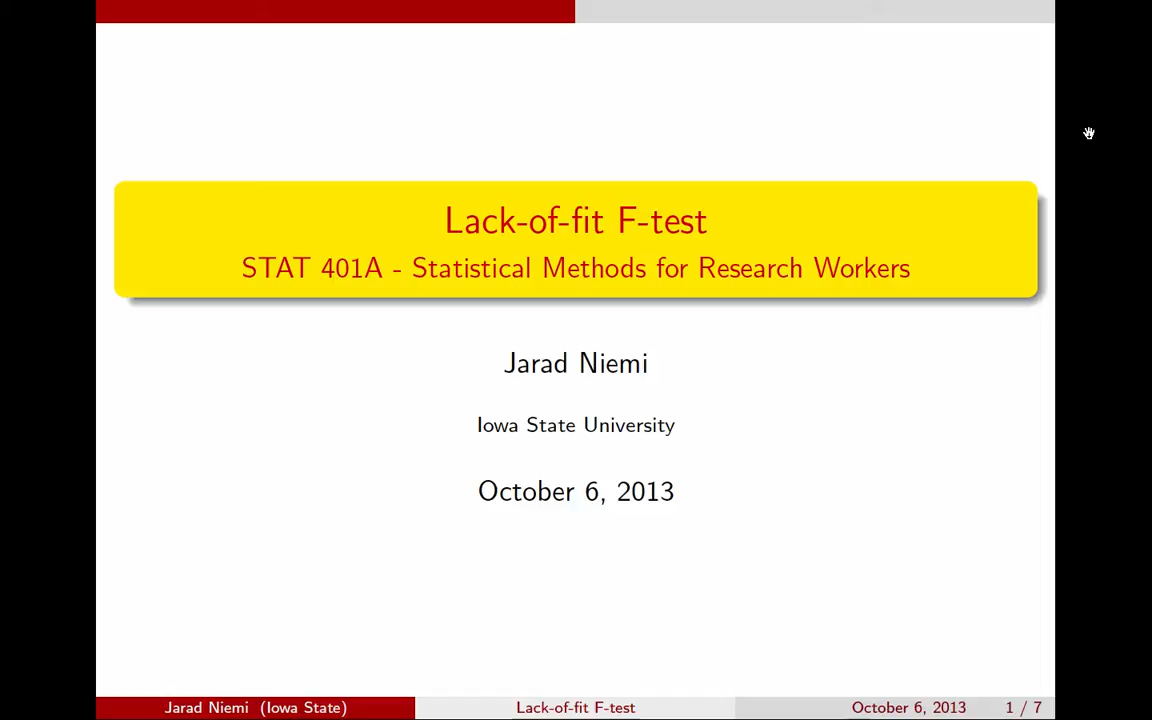 Lack-of-fit F-test
STAT 401A - Statistical Methods for Research Workers
Jarad Niemi
Iowa State University
October 6, 2013
Jarad Niemi (Iowa State)
Lack-of-fit F-test
October 6, 2013
1 / 7